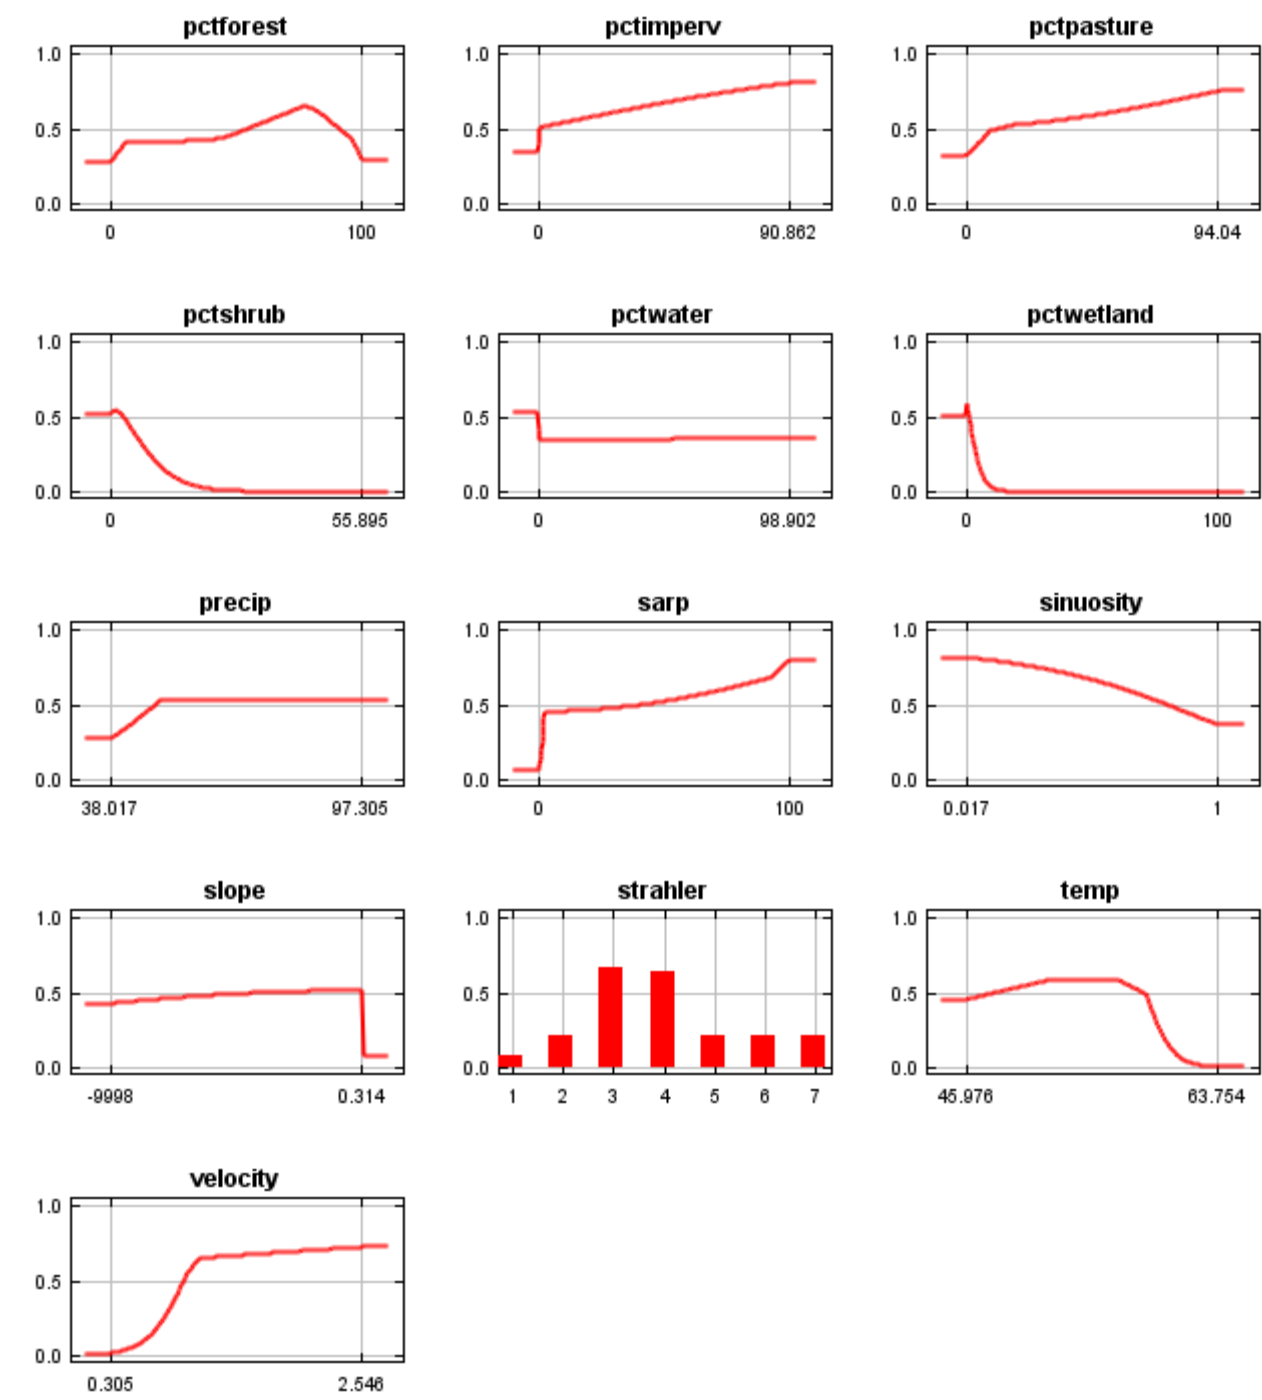 pctforest pctimperv pctpasture
1.0 1.0 1.0
0.5 0.5 0.5
0.0 0.0 0.0
0 100 0 90.862 0 94.04
pctshrub pctwater pctwetland
1.0 1.0 1.0
0.5 0.5 0.5
0.0 0.0 0.0
0 55.895 0 98.902 0 100
precip sarp sinuosity
1.0 1.0 1.0
0.5 0.5 0.5
0.0 0.0 0.0
38.017 97.305 0 100 0.017 1
slope strahler temp
1.0 1.0 1.0
0.5 0.5 0.5
0.0 0.0 0.0
-9998 0.314 1 2 3 4 5 6 7 45.976 63.754
velocity
1.0
0.5
0.0
0.305 2.546